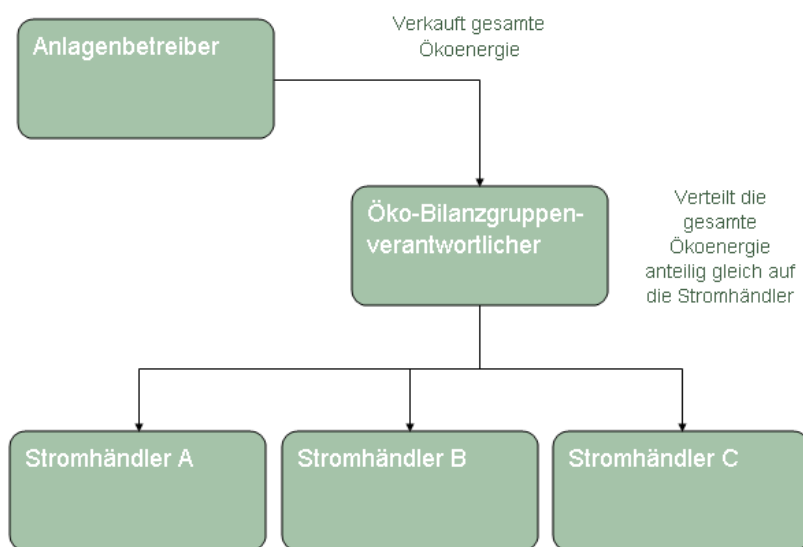 Anlagenbetreiber
Verkauft gesamte
Ökoenergie
Öko-Bilanzgruppen-
verantwortlicher
Verteilt die
gesamte
Ökoenergie
anteilig gleich auf
die Stromhändler
Stromhändler A
Stromhändler B
Stromhändler C